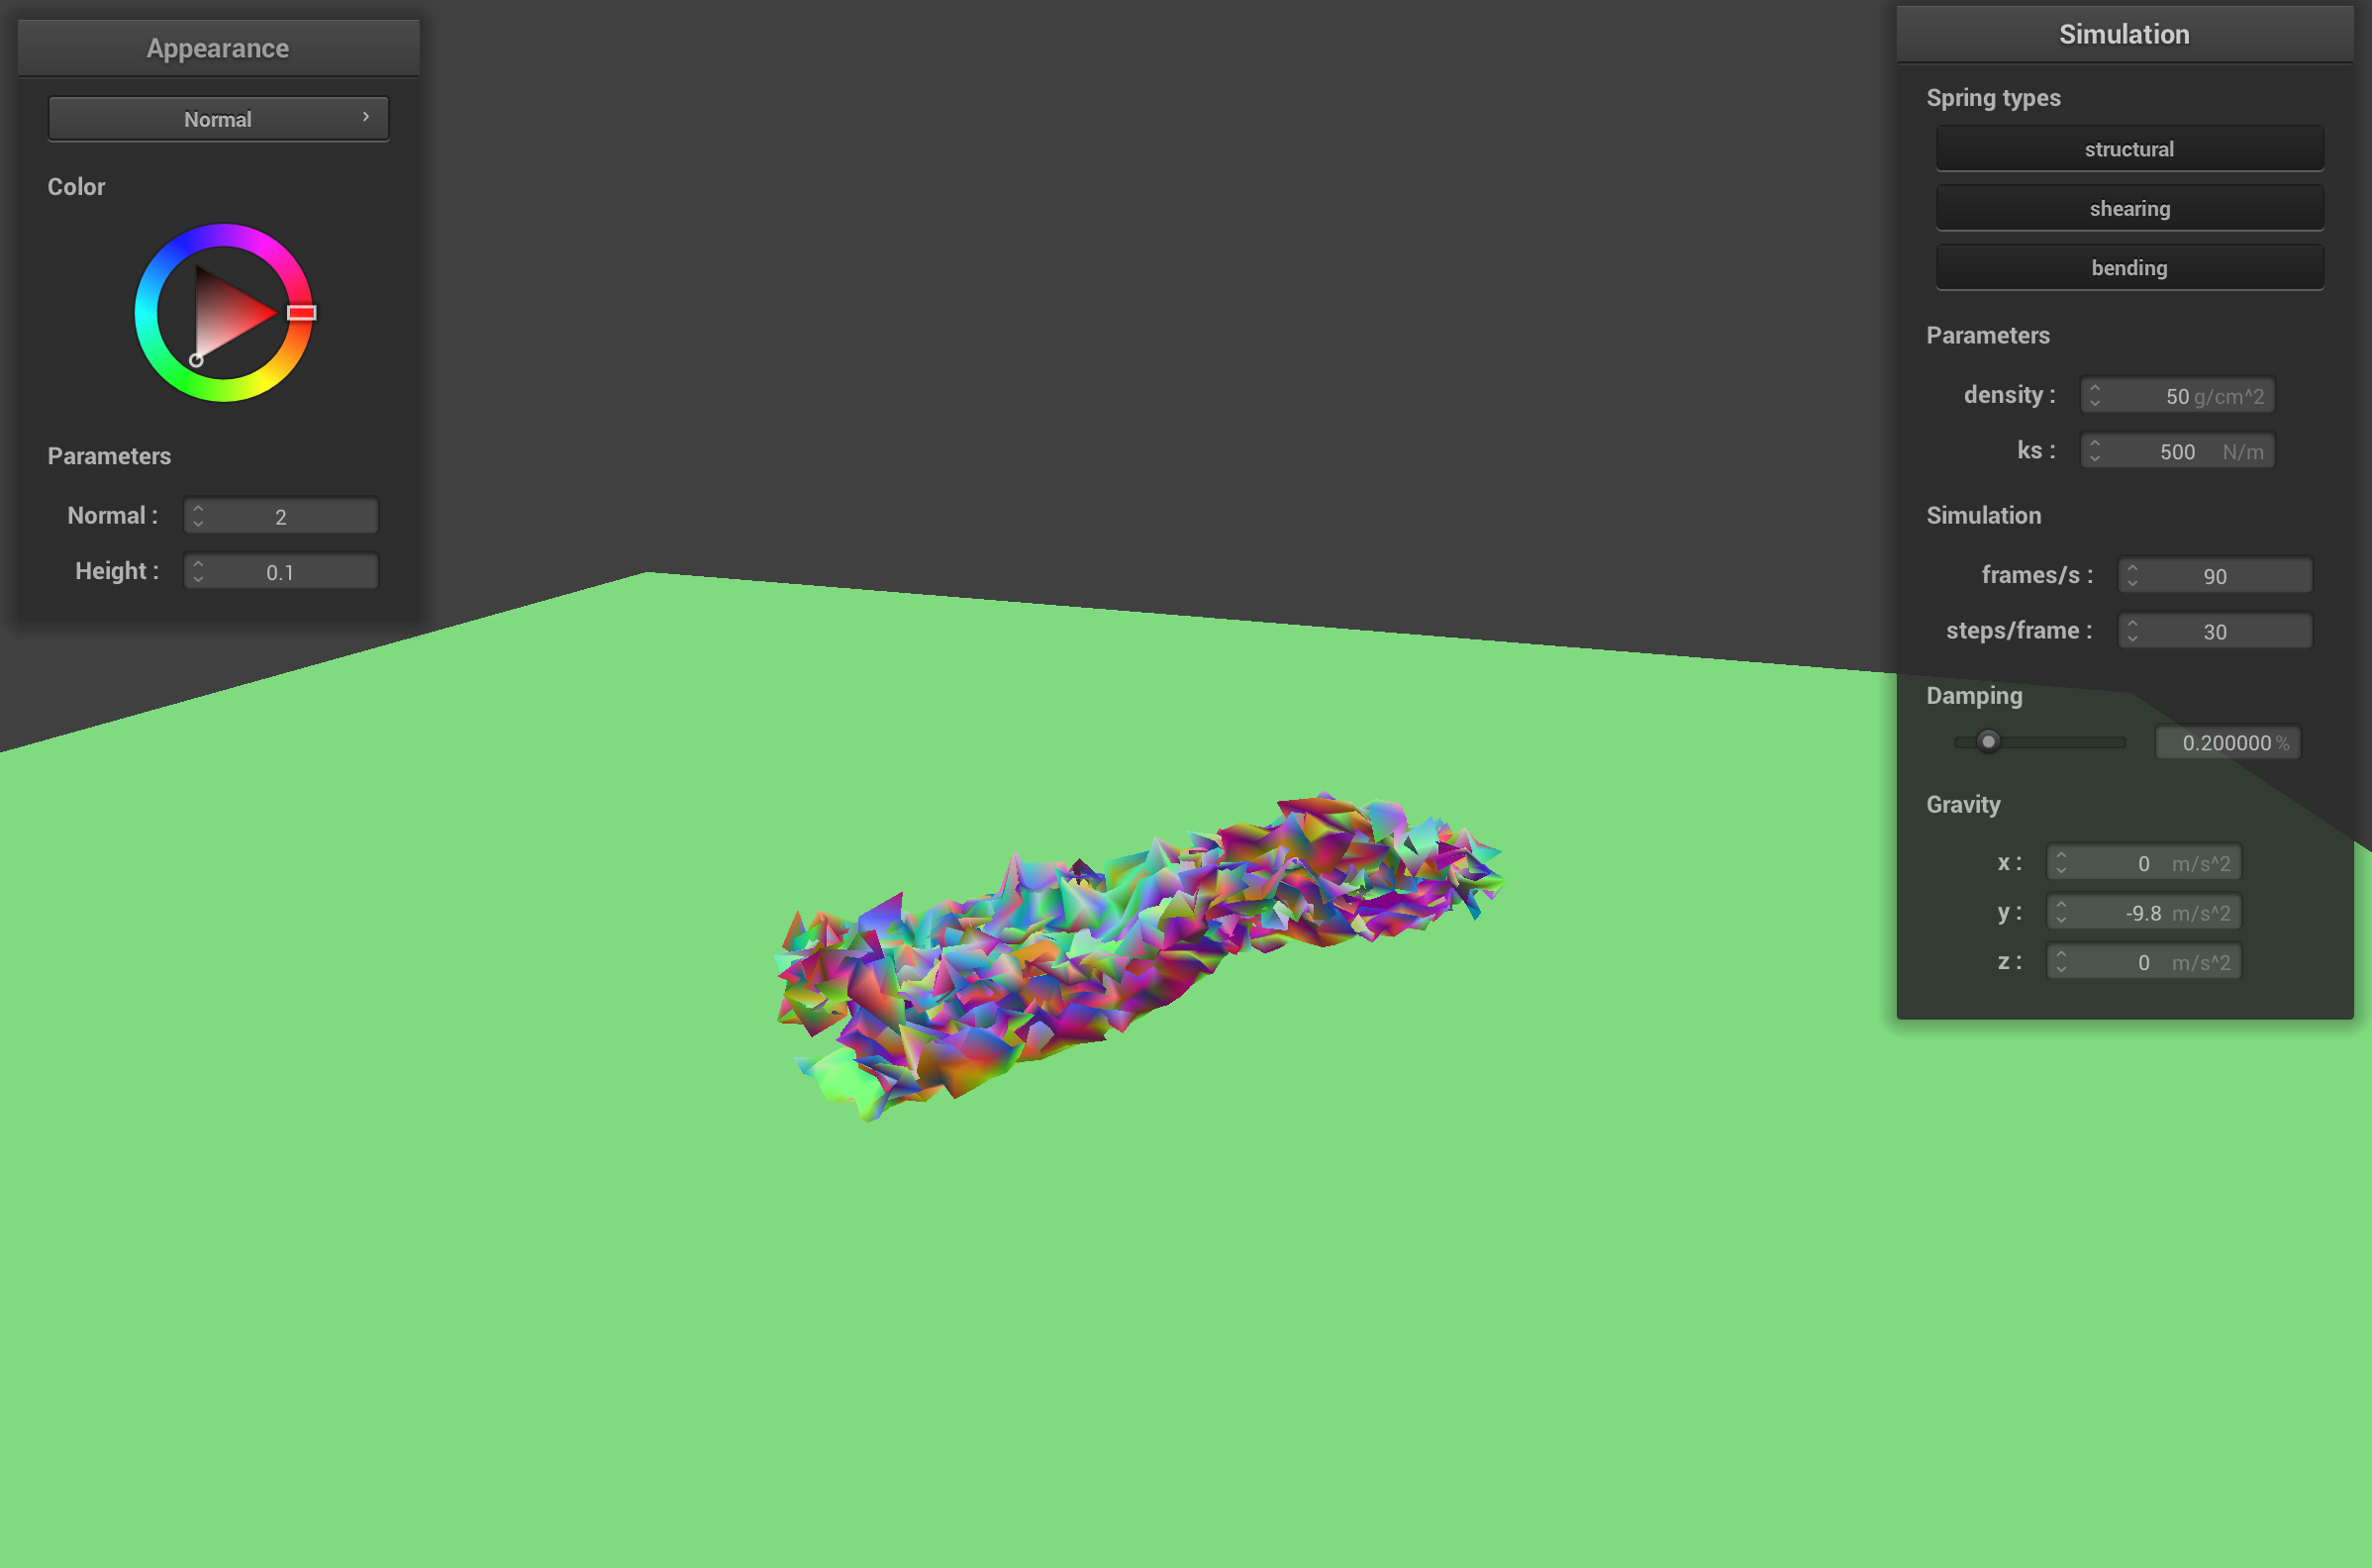 Appearance
Normal
Color
Parameters
Normal : 2
Height : 0.1
Simulation
Spring types
structural
shearing
bending
Parameters
density : 50 g/cm^2
ks : 500 N/m
Simulation
frames/s : 90
steps/frame : 30
Damping
0.200000 %
Gravity
x : 0 m/s^2
y : -9.8 m/s^2
z : 0 m/s^2